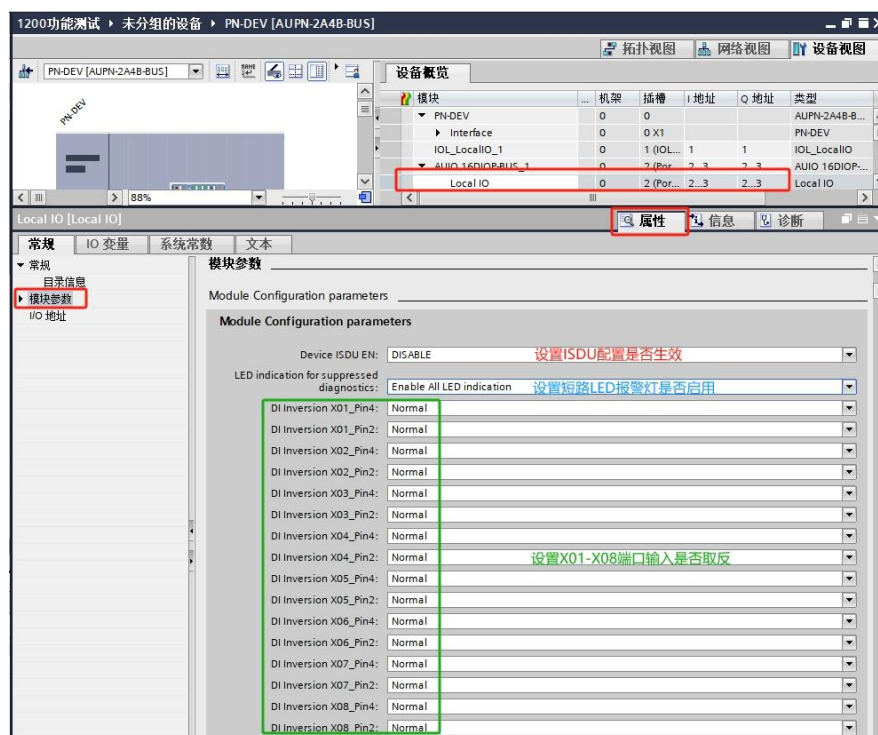 1200功能测试 ▸ 未分组的设备 ▸ PN-DEV [AUPN-2A4B-BUS]
拓扑视图 网络视图 设备视图
PN-DEV [AUPN-2A4B-BUS] 设备概览
PN-DEV
模块 ... 机架 插槽 I 地址 Q 地址 类型
PN-DEV 0 0 AUPN-2A4B-B...
Interface 0 0 X1 PN-DEV
IOL_LocalIO_1 0 1 (IOL... 1 1 IOL_LocalIO
AUIO 16DIOP-BUS_1 0 2 (Por... 2...3 2...3 AUIO 16DIOP-...
Local IO 0 2 (Por... 2...3 2...3 Local IO
88%
Local IO [Local IO] 属性 信息 诊断
常规 IO 变量 系统常数 文本
常规
目录信息
模块参数
I/O 地址
模块参数
Module Configuration parameters
Module Configuration parameters
Device ISDU EN: DISABLE 设置ISDU配置是否生效
LED indication for suppressed
diagnostics: Enable All LED indication 设置短路LED报警灯是否启用
DI Inversion X01_Pin4: Normal
DI Inversion X01_Pin2: Normal
DI Inversion X02_Pin4: Normal
DI Inversion X02_Pin2: Normal
DI Inversion X03_Pin4: Normal
DI Inversion X03_Pin2: Normal
DI Inversion X04_Pin4: Normal
DI Inversion X04_Pin2: Normal 设置X01-X08端口输入是否取反
DI Inversion X05_Pin4: Normal
DI Inversion X05_Pin2: Normal
DI Inversion X06_Pin4: Normal
DI Inversion X06_Pin2: Normal
DI Inversion X07_Pin4: Normal
DI Inversion X07_Pin2: Normal
DI Inversion X08_Pin4: Normal
DI Inversion X08_Pin2: Normal